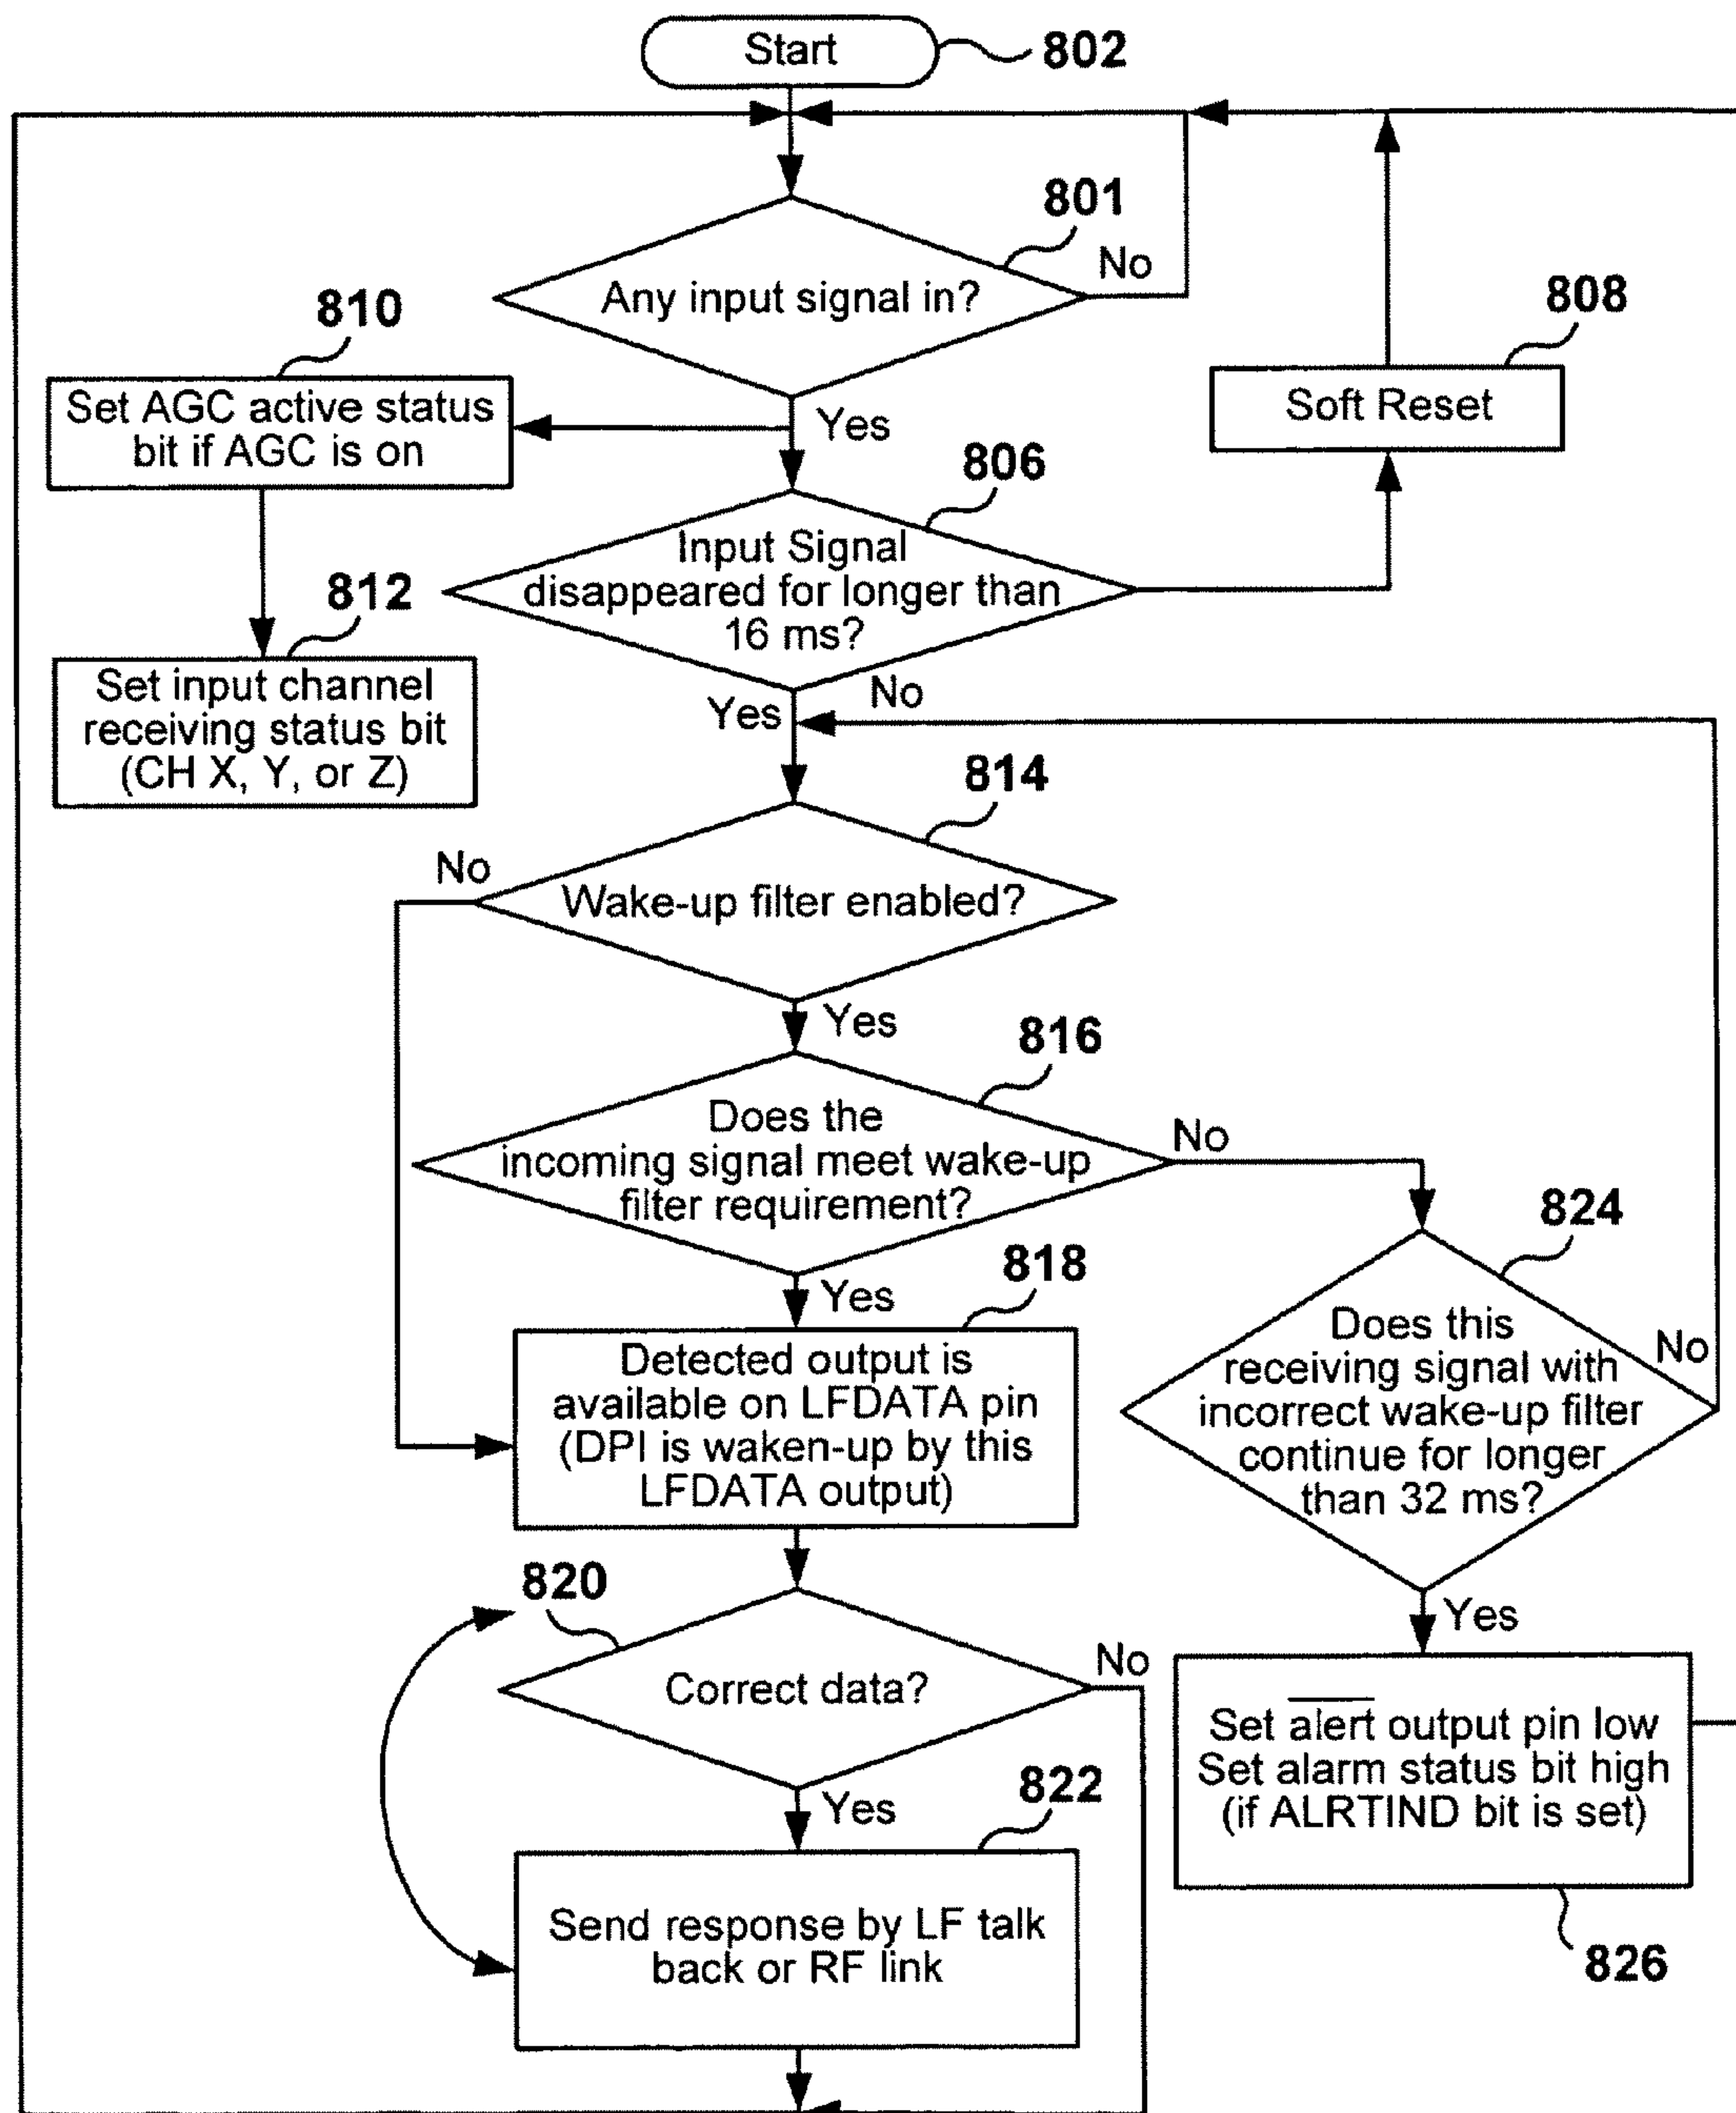 Start
802
801
Any input signal in?
No
810
808
Set AGC active status
bit if AGC is on
Yes
Soft Reset
806
Input Signal
disappeared for longer than
16 ms?
812
Set input channel
receiving status bit
(CH X, Y, or Z)
Yes
No
814
No
Wake-up filter enabled?
Yes
816
Does the
incoming signal meet wake-up
filter requirement?
No
824
818
Yes
Does this
receiving signal with
incorrect wake-up filter
continue for longer
than 32 ms?
No
Detected output is
available on LFDATA pin
(DPI is waken-up by this
LFDATA output)
820
Yes
Correct data?
No
Set alert output pin low
Set alarm status bit high
(if ALRTIND bit is set)
Yes
822
Send response by LF talk
back or RF link
826